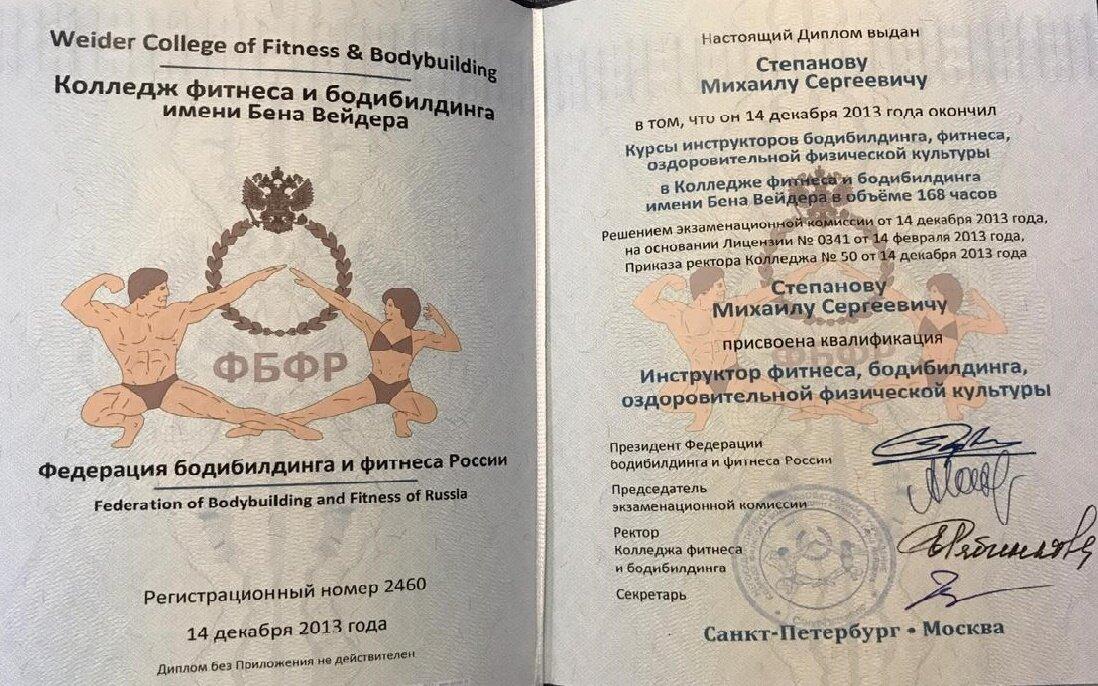 Weider College of Fitness & Bodybuilding
Колледж фитнеса и бодибилдинга
имени Бена Вейдера
ФБФР
Федерация бодибилдинга и фитнеса России
Federation of Bodybuilding and Fitness of Russia
Регистрационный номер 2460
14 декабря 2013 года
Диплом без Приложения не действителен
Настоящий Диплом выдан
Степанову
Михаилу Сергеевичу
в том, что он 14 декабря 2013 года окончил
Курсы инструкторов бодибилдинга, фитнеса,
оздоровительной физической культуры
в Колледже фитнеса и бодибилдинга
имени Бена Вейдера в объёме 168 часов
Решением экзаменационной комиссии от 14 декабря 2013 года,
на основании Лицензии № 0341 от 14 февраля 2013 года,
Приказа ректора Колледжа № 50 от 14 декабря 2013 года
Степанову
Михаилу Сергеевичу
присвоена квалификация
ФБФР
Инструктор фитнеса, бодибилдинга,
оздоровительной физической культуры
Президент Федерации
бодибилдинга и фитнеса России
Председатель
экзаменационной комиссии
Ректор
Колледжа фитнеса
и бодибилдинга
Секретарь
Санкт-Петербург • Москва